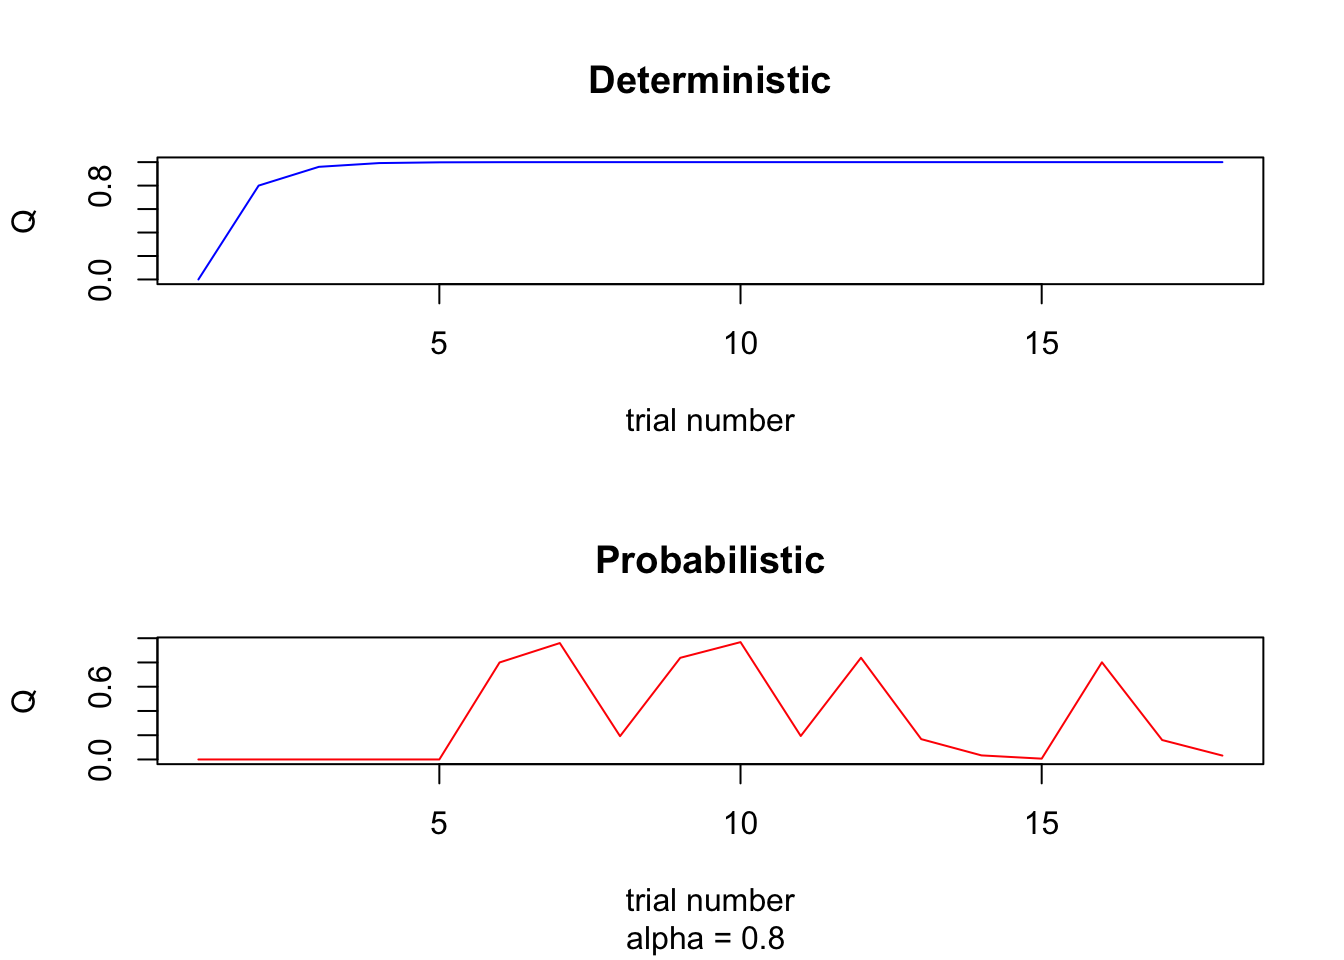 Deterministic
Q
0.8
0.0
5 10 15
trial number
Probabilistic
Q
0.6
0.0
5 10 15
trial number
alpha = 0.8